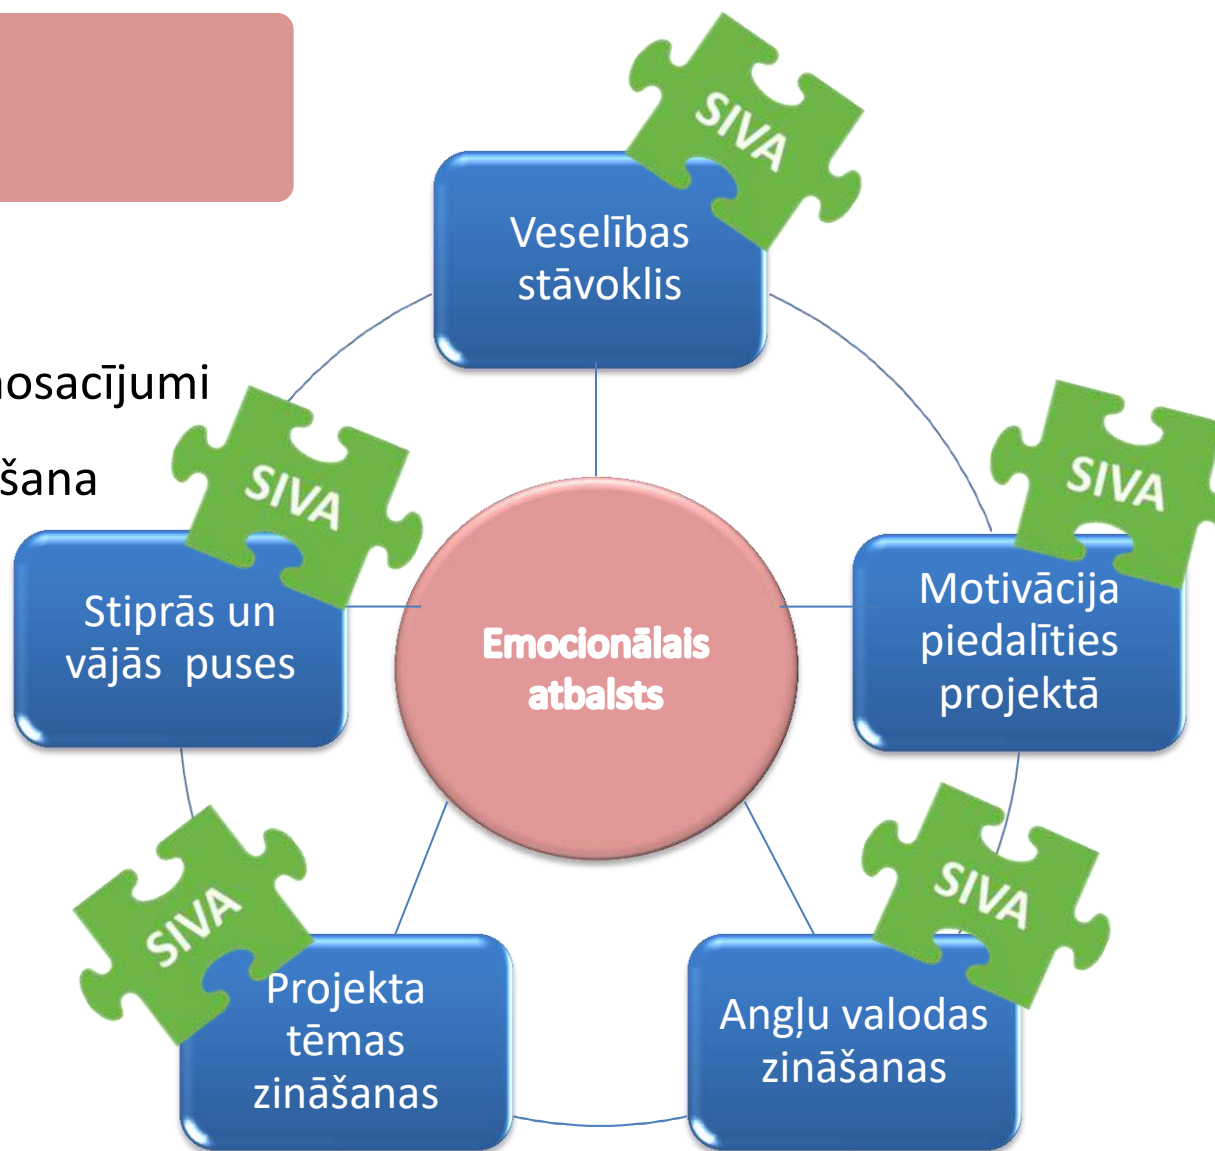 SIVA
Veselības
stāvoklis
nosacījumi
šana
SIVA
SIVA
Stiprās un
vājās puses
Emocionālais
atbalsts
Motivācija
piedalīties
projektā
SIVA
SIVA
Projekta
tēmas
zināšanas
Angļu valodas
zināšanas